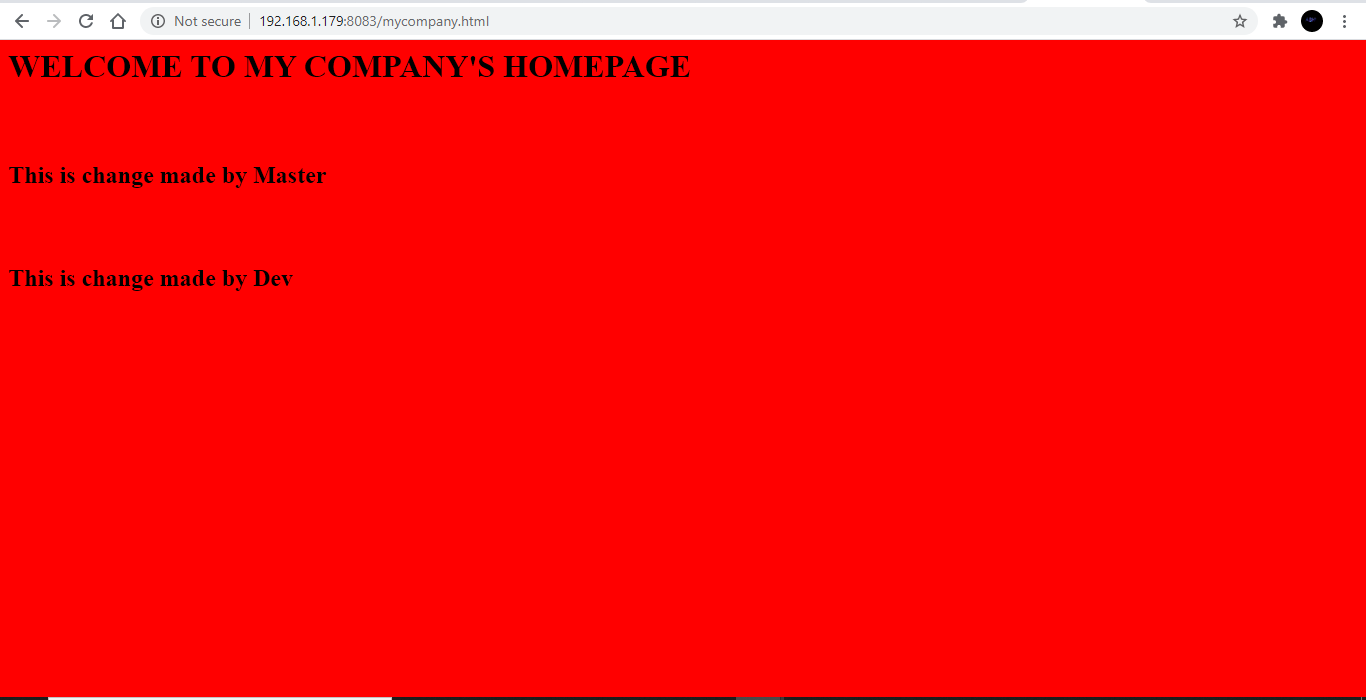 Not secure 192.168.1.179:8083/mycompany.html
WELCOME TO MY COMPANY'S HOMEPAGE
This is change made by Master
This is change made by Dev